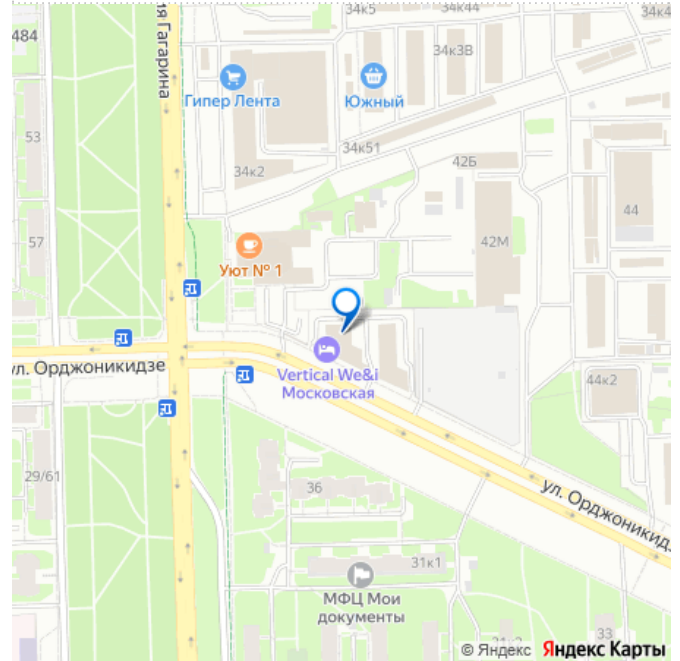 34к5
34к44
34к4
484
ия Гагарина
34к3В
Гипер Лента
Южный
53
34к51
34к2
42Б
44
57
42М
Уют № 1
ул. Орджоникидзе
Vertical We&i
Московская
44к2
29/61
36
ул. Орджоникидз
31к1
МФЦ Мои
документы
33
© Яндекс Яндекс Карты